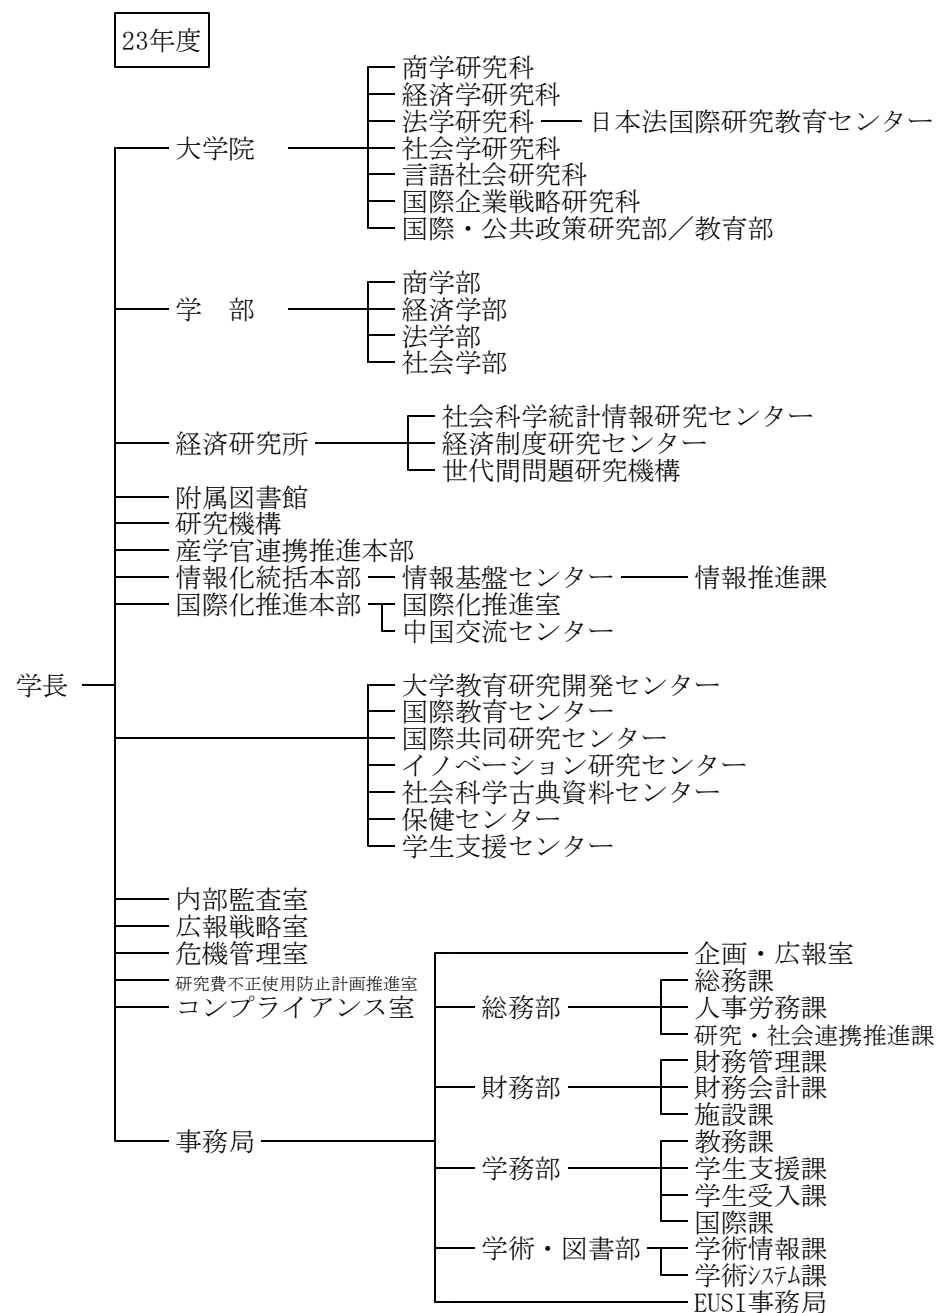 23年度
商学研究科
経済学研究科
法学研究科 日本法国際研究教育センター
大学院 社会学研究科
言語社会研究科
国際企業戦略研究科
国際・公共政策研究部／教育部
商学部
学　部 経済学部
法学部
社会学部
社会科学統計情報研究センター
経済研究所 経済制度研究センター
世代間問題研究機構
附属図書館
研究機構
産学官連携推進本部
情報化統括本部 情報基盤センター 情報推進課
国際化推進本部 国際化推進室
中国交流センター
学長 大学教育研究開発センター
国際教育センター
国際共同研究センター
イノベーション研究センター
社会科学古典資料センター
保健センター
学生支援センター
内部監査室
広報戦略室
危機管理室 企画・広報室
研究費不正使用防止計画推進室 総務課
コンプライアンス室 総務部 人事労務課
研究・社会連携推進課
財務管理課
財務部 財務会計課
施設課
事務局 教務課
学務部 学生支援課
学生受入課
国際課
学術・図書部 学術情報課
学術ｼｽﾃﾑ課
EUSI事務局